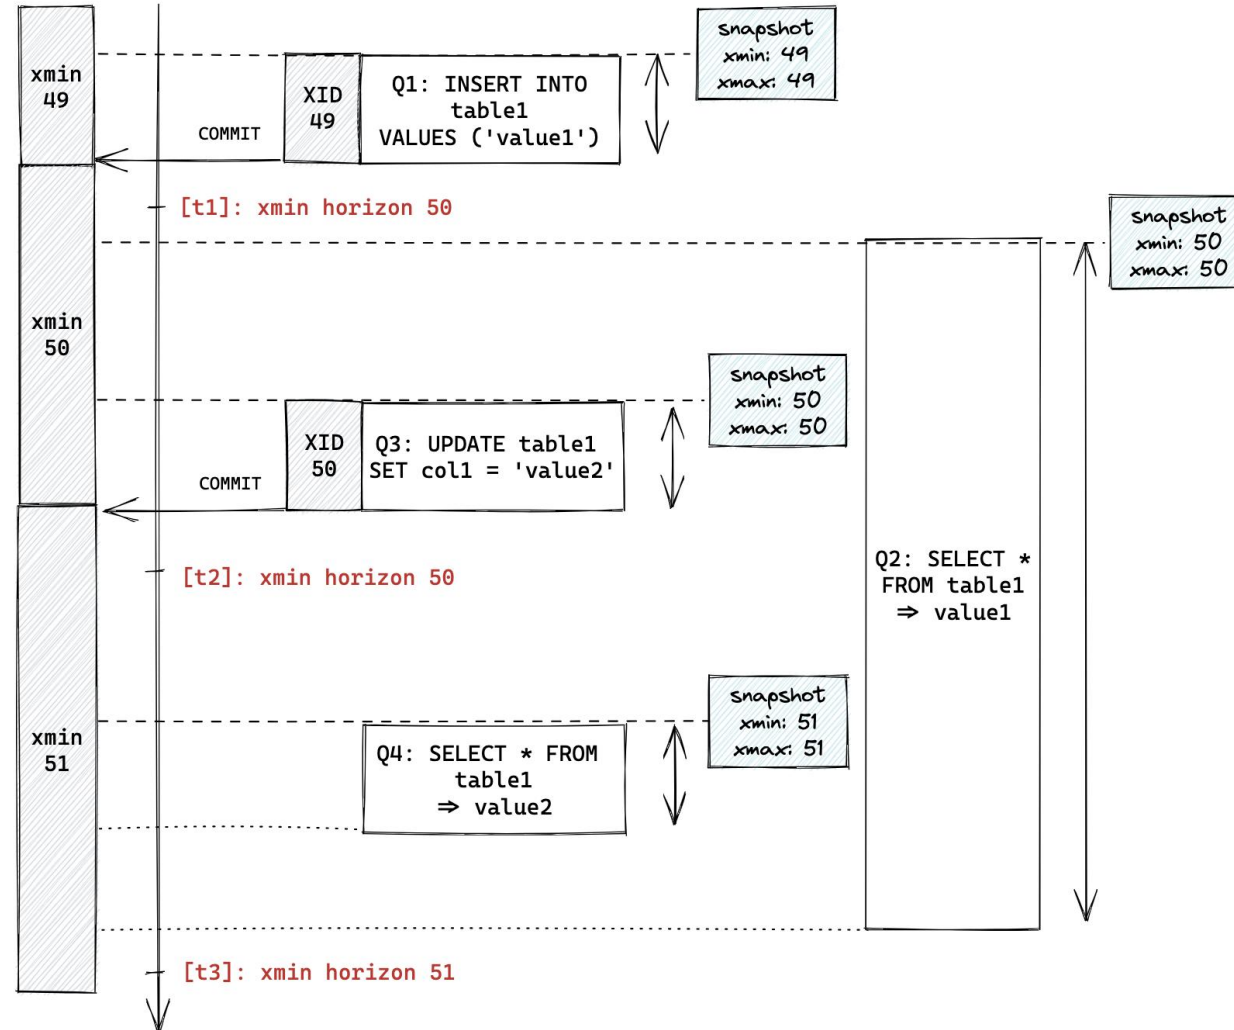 snapshot
xmin: 49
xmax: 49
xmin
49
XID
49
Q1: INSERT INTO
table1
VALUES ('value1')
COMMIT
[t1]: xmin horizon 50
snapshot
xmin: 50
xmax: 50
xmin
50
snapshot
xmin: 50
xmax: 50
XID
50
Q3: UPDATE table1
SET col1 = 'value2'
COMMIT
[t2]: xmin horizon 50
Q2: SELECT *
FROM table1
⇒ value1
snapshot
xmin: 51
xmax: 51
xmin
51
Q4: SELECT * FROM
table1
⇒ value2
[t3]: xmin horizon 51